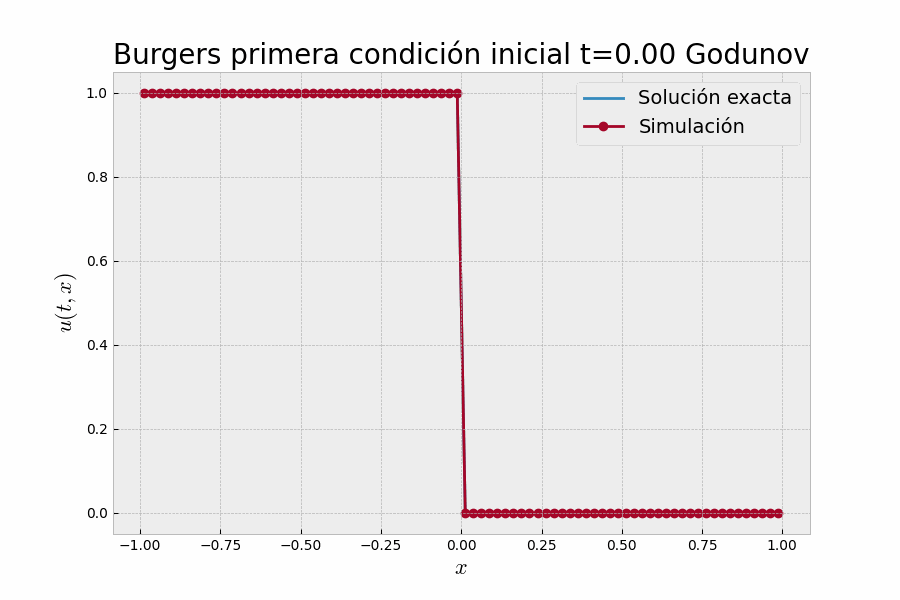 Burgers primera condición inicial t=0.00 Godunov
Solución exacta
Simulación
1.0
0.8
0.6
0.4
0.2
0.0
u(t, x)
−1.00 −0.75 −0.50 −0.25 0.00 0.25 0.50 0.75 1.00
x